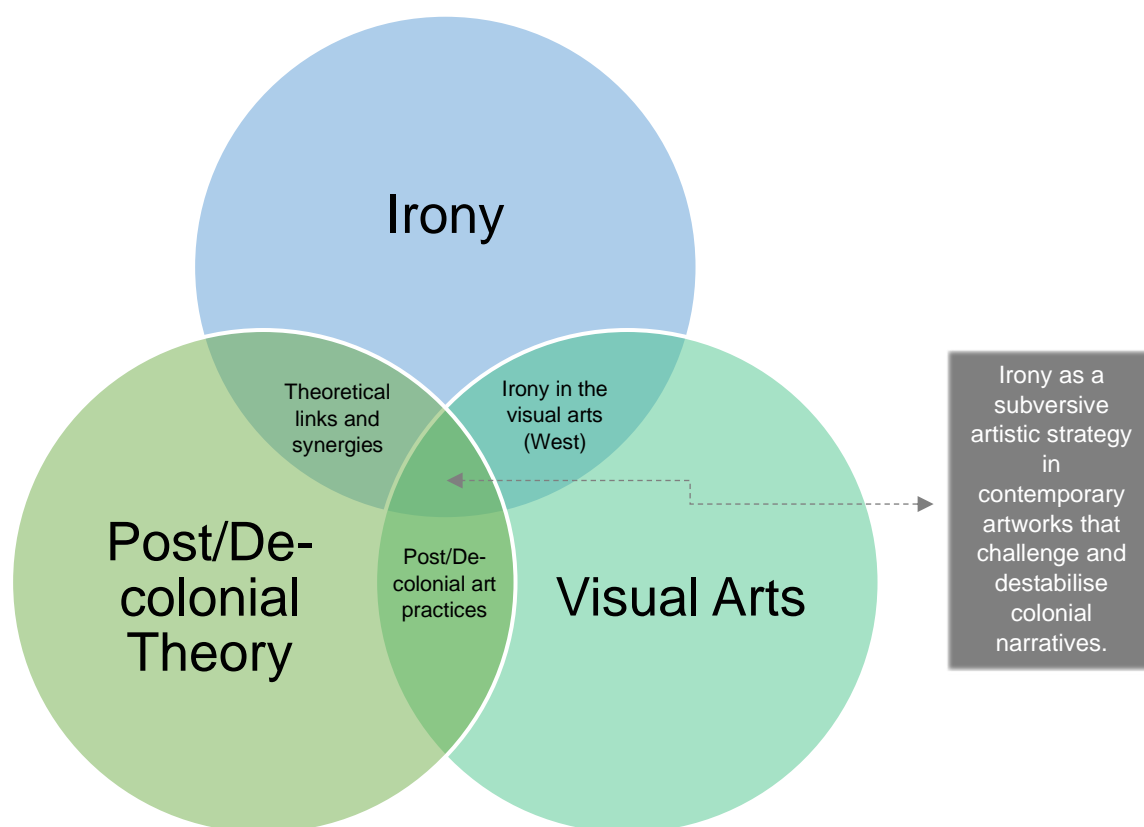 Irony
Theoretical
links and
synergies
Irony in the
visual arts
(West)
Post/De-
colonial
Theory
Post/De-
colonial art
practices
Visual Arts
Irony as a
subversive
artistic strategy
in
contemporary
artworks that
challenge and
destabilise
colonial
narratives.